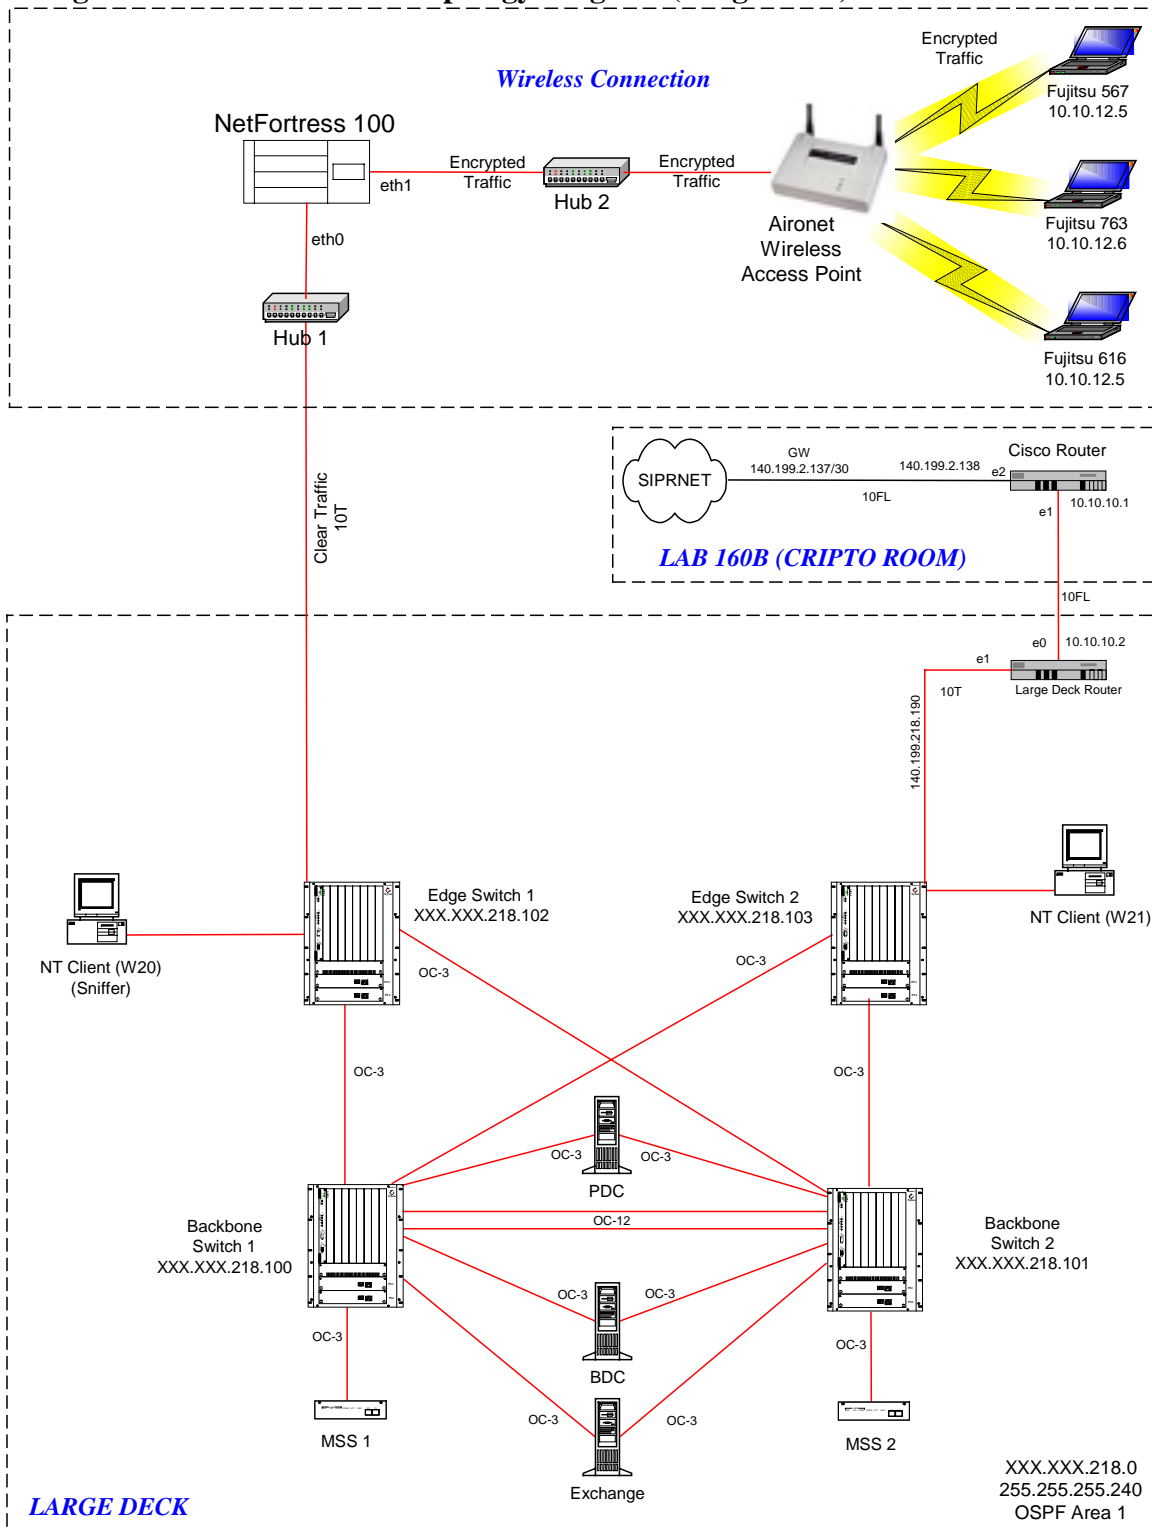 Wireless Connection
Encrypted
Traffic
Fujitsu 567
10.10.12.5
NetFortress 100
eth1
Encrypted
Traffic
Hub 2
Encrypted
Traffic
Aironet
Wireless
Access Point
Fujitsu 763
10.10.12.6
eth0
Hub 1
Fujitsu 616
10.10.12.5
Clear Traffic
10T
SIPRNET
GW
140.199.2.137/30
140.199.2.138
e2
Cisco Router
10FL
10.10.10.1
e1
LAB 160B (CRIPTO ROOM)
10FL
e0
10.10.10.2
e1
10T
Large Deck Router
140.199.218.190
NT Client (W20)
(Sniffer)
Edge Switch 1
XXX.XXX.218.102
Edge Switch 2
XXX.XXX.218.103
NT Client (W21)
OC-3
OC-3
OC-3
OC-3
OC-3
OC-3
PDC
Backbone
Switch 1
XXX.XXX.218.100
OC-12
Backbone
Switch 2
XXX.XXX.218.101
OC-3
OC-3
BDC
OC-3
OC-3
MSS 1
OC-3
OC-3
Exchange
MSS 2
XXX.XXX.218.0
255.255.255.240
OSPF Area 1
LARGE DECK